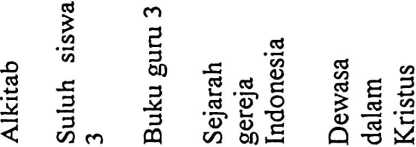 Alkitab
Suluh siswa
3
Buku guru 3
Sejarah
gereja
Indonesia
Dewasa
dalam
Kristus